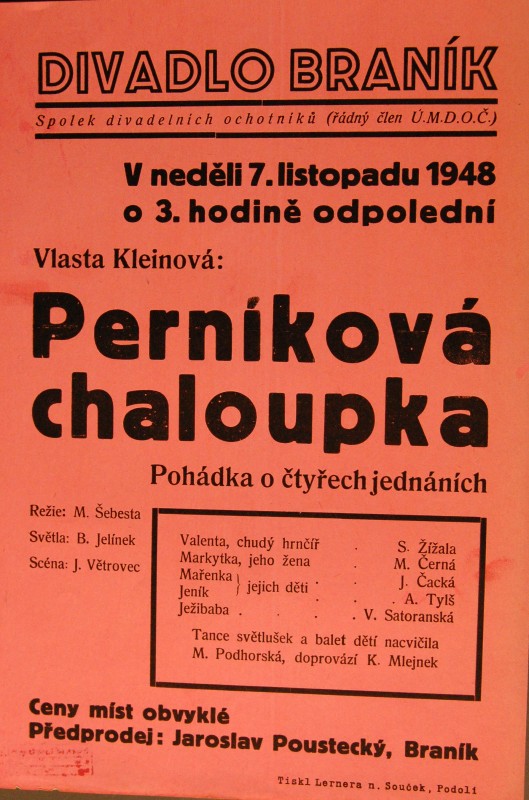 DIVADLO BRANÍK
Spolek divadelních ochotníků (řádný člen Ú.M.D.O.Č.)
V neděli 7. listopadu 1948
o 3. hodině odpolední
Vlasta Kleinová:
Perníková
chaloupka
Pohádka o čtyřech jednáních
Režie: M. Šebesta
Světla: B. Jelínek
Scéna: J. Větrovec
Valenta, chudý hrnčíř . S. Žížala
Markytka, jeho žena . M. Černá
Mařenka } jejich děti . . J. Čacká
Jeník . . . A. Tylš
Ježibaba . . . . V. Satoranská
Tance světlušek a balet dětí nacvičila
M. Podhorská, doprovází K. Mlejnek
Ceny míst obvyklé
Předprodej: Jaroslav Poustecký, Braník
Tiskl Lernera n. Souček, Podolí